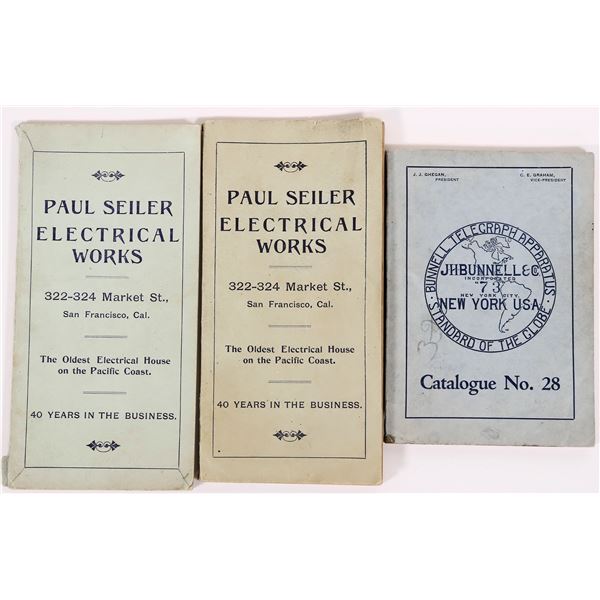 PAUL SEILER
ELECTRICAL
WORKS
322-324 Market St.,
San Francisco, Cal.
The Oldest Electrical House
on the Pacific Coast.
40 YEARS IN THE BUSINESS.
PAUL SEILER
ELECTRICAL
WORKS
322-324 Market St.,
San Francisco, Cal.
The Oldest Electrical House
on the Pacific Coast.
40 YEARS IN THE BUSINESS.
J. J. GHEGAN,
PRESIDENT
C. E. GRAHAM,
VICE-PRESIDENT
BUNNELL TELEGRAPH APPARATUS
J.H.BUNNELL & CO
INCORPORATED
"73"
NEW YORK CITY
NEW YORK USA
STANDARD OF THE GLOBE
Catalogue No. 28